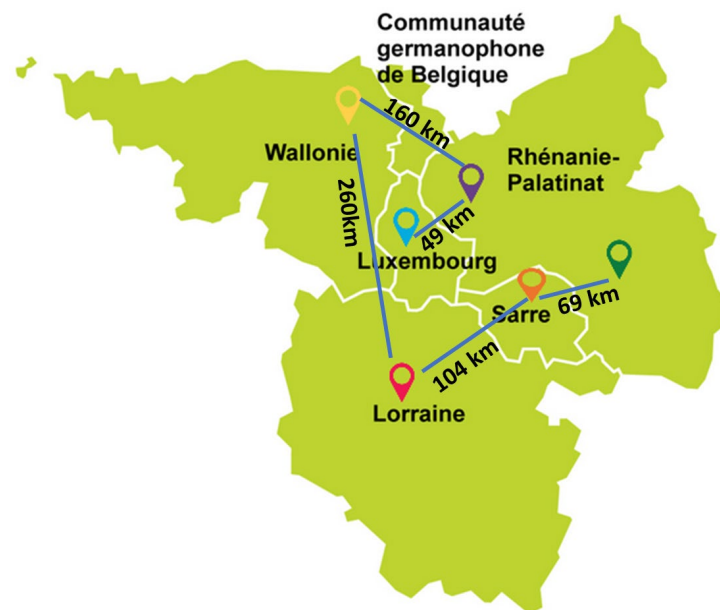 Communauté
germanophone
de Belgique
160 km
Wallonie
Rhénanie-
Palatinat
260km
49 km
Luxembourg
Sarre
69 km
104 km
Lorraine